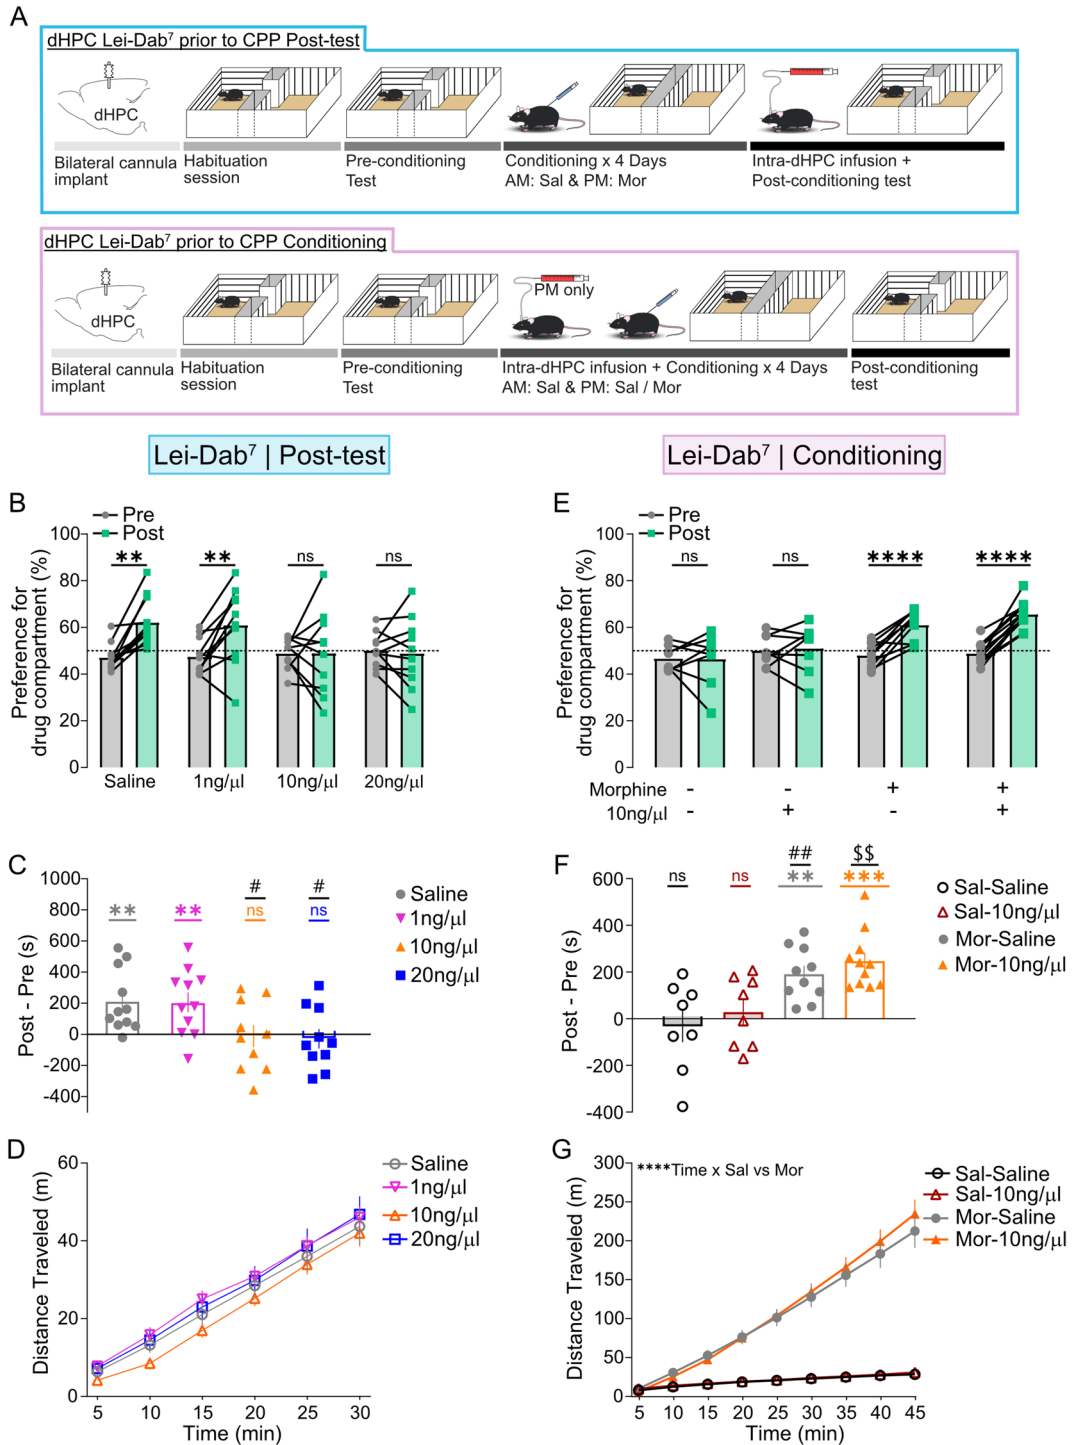 A
dHPC Lei-Dab⁷ prior to CPP Post-test
dHPC
Bilateral cannula
implant
Habituation
session
Pre-conditioning
Test
Conditioning x 4 Days
AM: Sal & PM: Mor
Intra-dHPC infusion +
Post-conditioning test
dHPC Lei-Dab⁷ prior to CPP Conditioning
dHPC
PM only
Bilateral cannula
implant
Habituation
session
Pre-conditioning
Test
Intra-dHPC infusion + Conditioning x 4 Days
AM: Sal & PM: Sal / Mor
Post-conditioning
test
Lei-Dab⁷ | Post-test
Lei-Dab⁷ | Conditioning
B
Pre
Post
Preference for
drug compartment (%)
100
80
60
40
20
0
** ** ns ns
Saline 1ng/µl 10ng/µl 20ng/µl
E
Pre
Post
Preference for
drug compartment (%)
100
80
60
40
20
0
ns ns **** ****
Morphine - - + +
10ng/µl - + - +
C
Post - Pre (s)
1000
800
600
400
200
0
-200
-400
# #
** ** ns ns
Saline
1ng/µl
10ng/µl
20ng/µl
F
Post - Pre (s)
600
400
200
0
-200
-400
## $$
ns ns ** ***
Sal-Saline
Sal-10ng/µl
Mor-Saline
Mor-10ng/µl
D
Distance Traveled (m)
60
40
20
0
5 10 15 20 25 30
Time (min)
Saline
1ng/µl
10ng/µl
20ng/µl
G
Distance Traveled (m)
300
250
200
150
100
50
0
****Time x Sal vs Mor
5 10 15 20 25 30 35 40 45
Time (min)
Sal-Saline
Sal-10ng/µl
Mor-Saline
Mor-10ng/µl